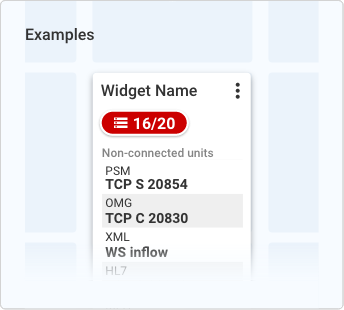 Examples
Widget Name
16/20
Non-connected units
PSM
TCP S 20854
OMG
TCP C 20830
XML
WS inflow
HL7